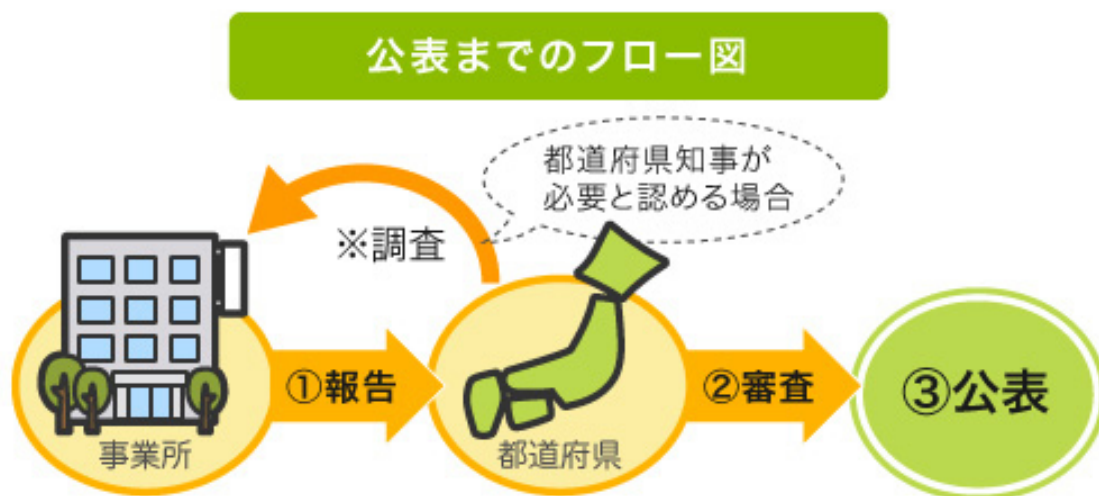 公表までのフロー図
都道府県知事が
必要と認める場合
※調査
①報告
②審査
③公表
事業所
都道府県